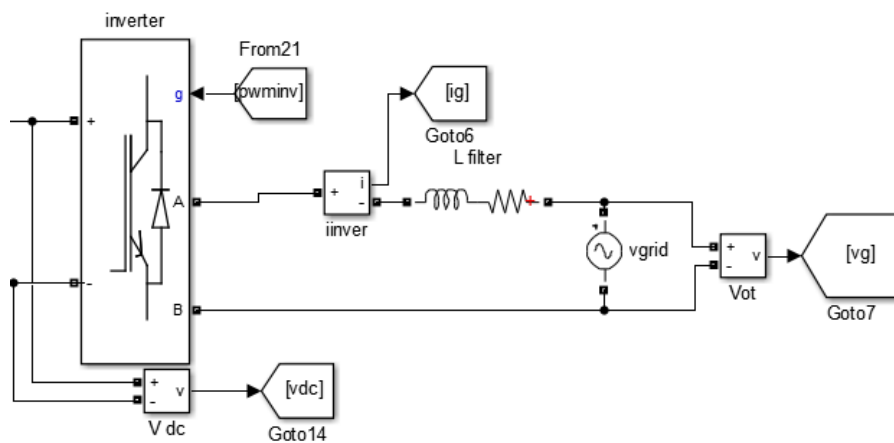 inverter
From21
g
[pwminv]
[ig]
Goto6
L filter
+
+
i
-
+
A
iinver
vgrid
+
-
v
[vg]
Vot
Goto7
-
B
+
-
v
[vdc]
V dc
Goto14